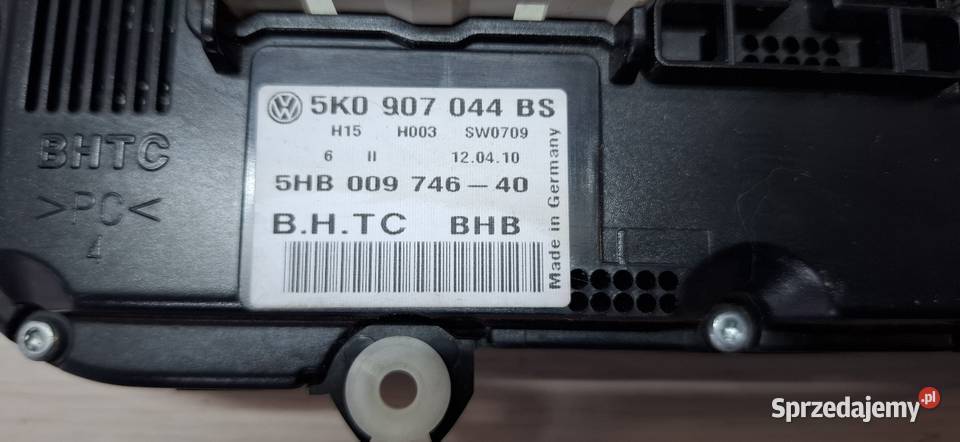 5K0 907 044 BS
H15 H003 SW0709
6 II 12.04.10
5HB 009 746-40
B.H.TC BHB
Made in Germany
BHTC
>PC<
Sprzedajemy.pl